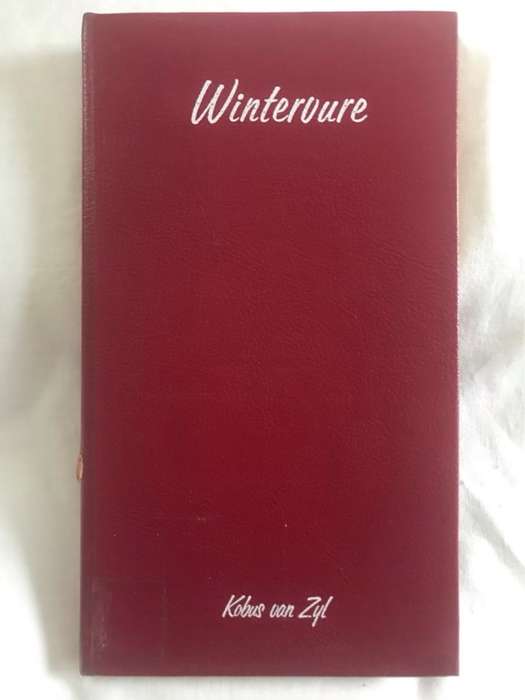 Wintervure
Kobus van Zyl